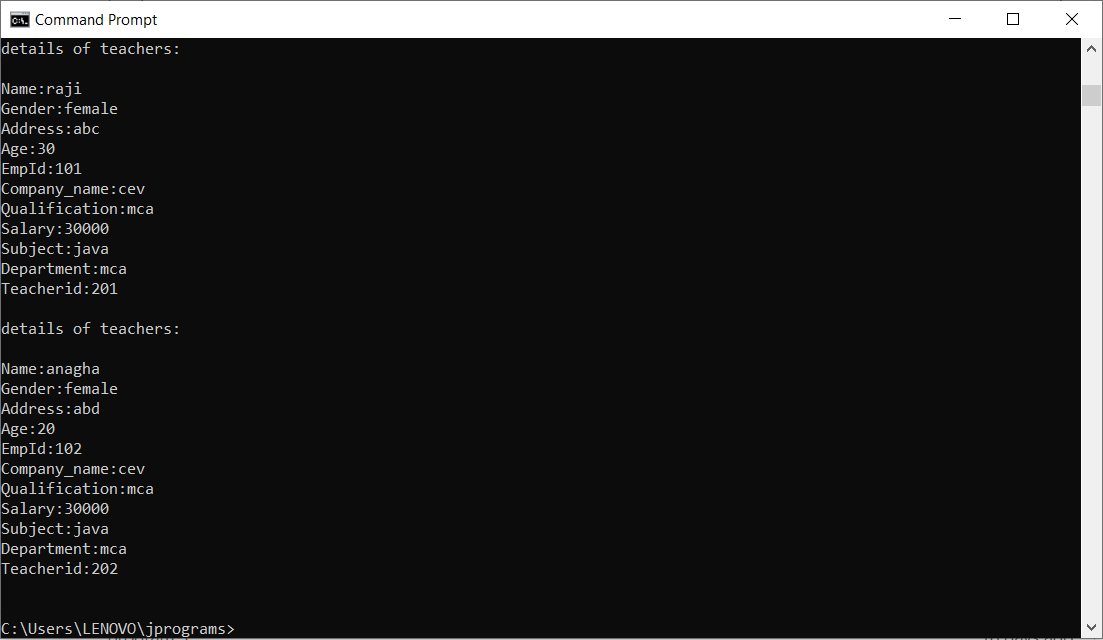 Command Prompt
details of teachers:
Name:raji
Gender:female
Address:abc
Age:30
EmpId:101
Company_name:cev
Qualification:mca
Salary:30000
Subject:java
Department:mca
Teacherid:201
details of teachers:
Name:anagha
Gender:female
Address:abd
Age:20
EmpId:102
Company_name:cev
Qualification:mca
Salary:30000
Subject:java
Department:mca
Teacherid:202
C:\Users\LENOVO\jprograms>